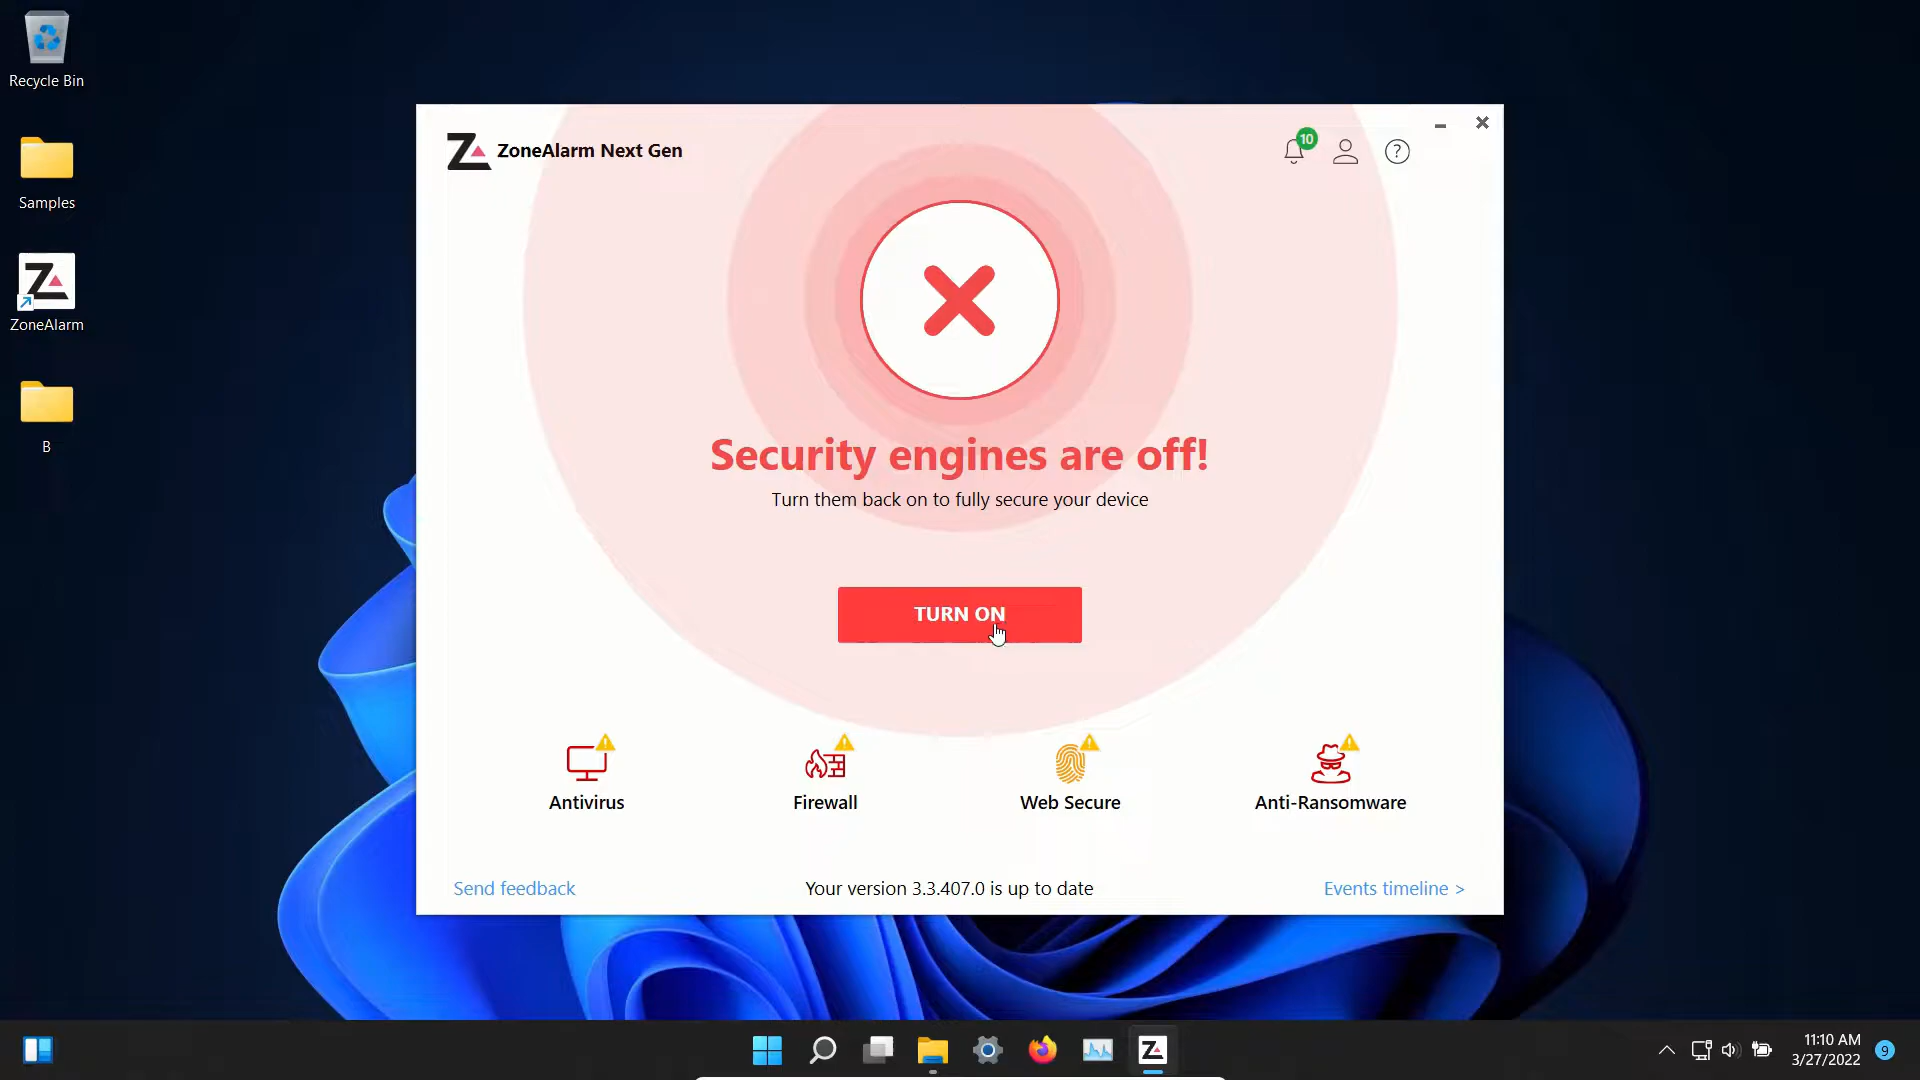 Recycle Bin
Samples
ZoneAlarm
B
ZoneAlarm Next Gen
10
?
Security engines are off!
Turn them back on to fully secure your device
TURN ON
Antivirus
Firewall
Web Secure
Anti-Ransomware
Send feedback
Your version 3.3.407.0 is up to date
Events timeline >
11:10 AM
3/27/2022
9